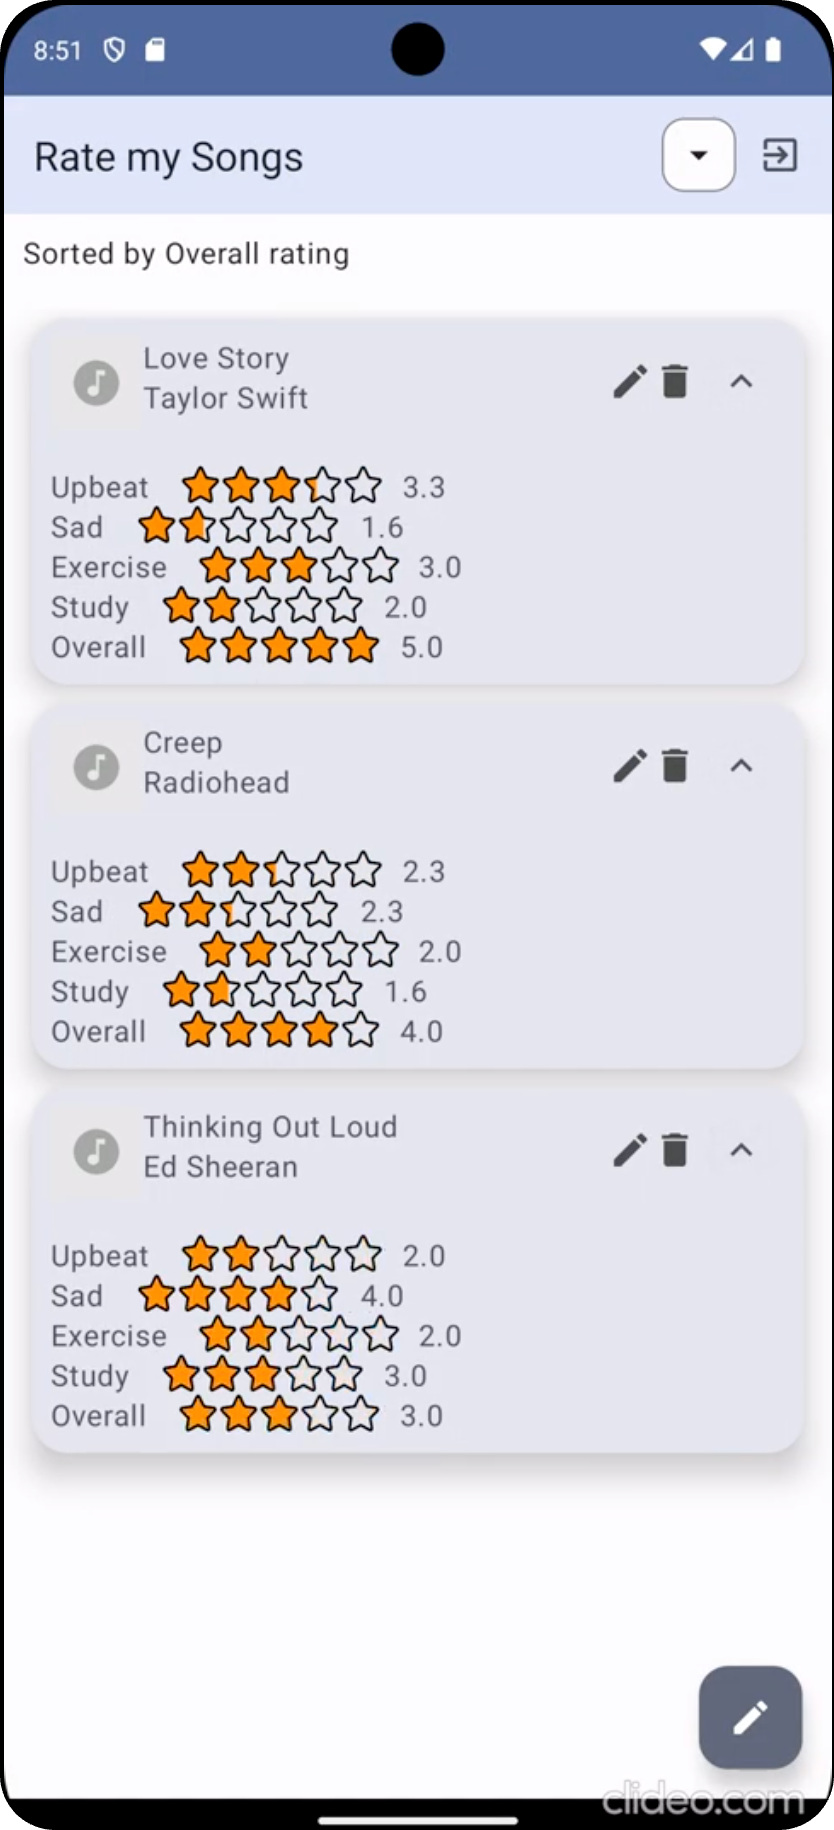 8:51
Rate my Songs
Sorted by Overall rating
Love Story
Taylor Swift
Upbeat 3.3
Sad 1.6
Exercise 3.0
Study 2.0
Overall 5.0
Creep
Radiohead
Upbeat 2.3
Sad 2.3
Exercise 2.0
Study 1.6
Overall 4.0
Thinking Out Loud
Ed Sheeran
Upbeat 2.0
Sad 4.0
Exercise 2.0
Study 3.0
Overall 3.0
clideo.com